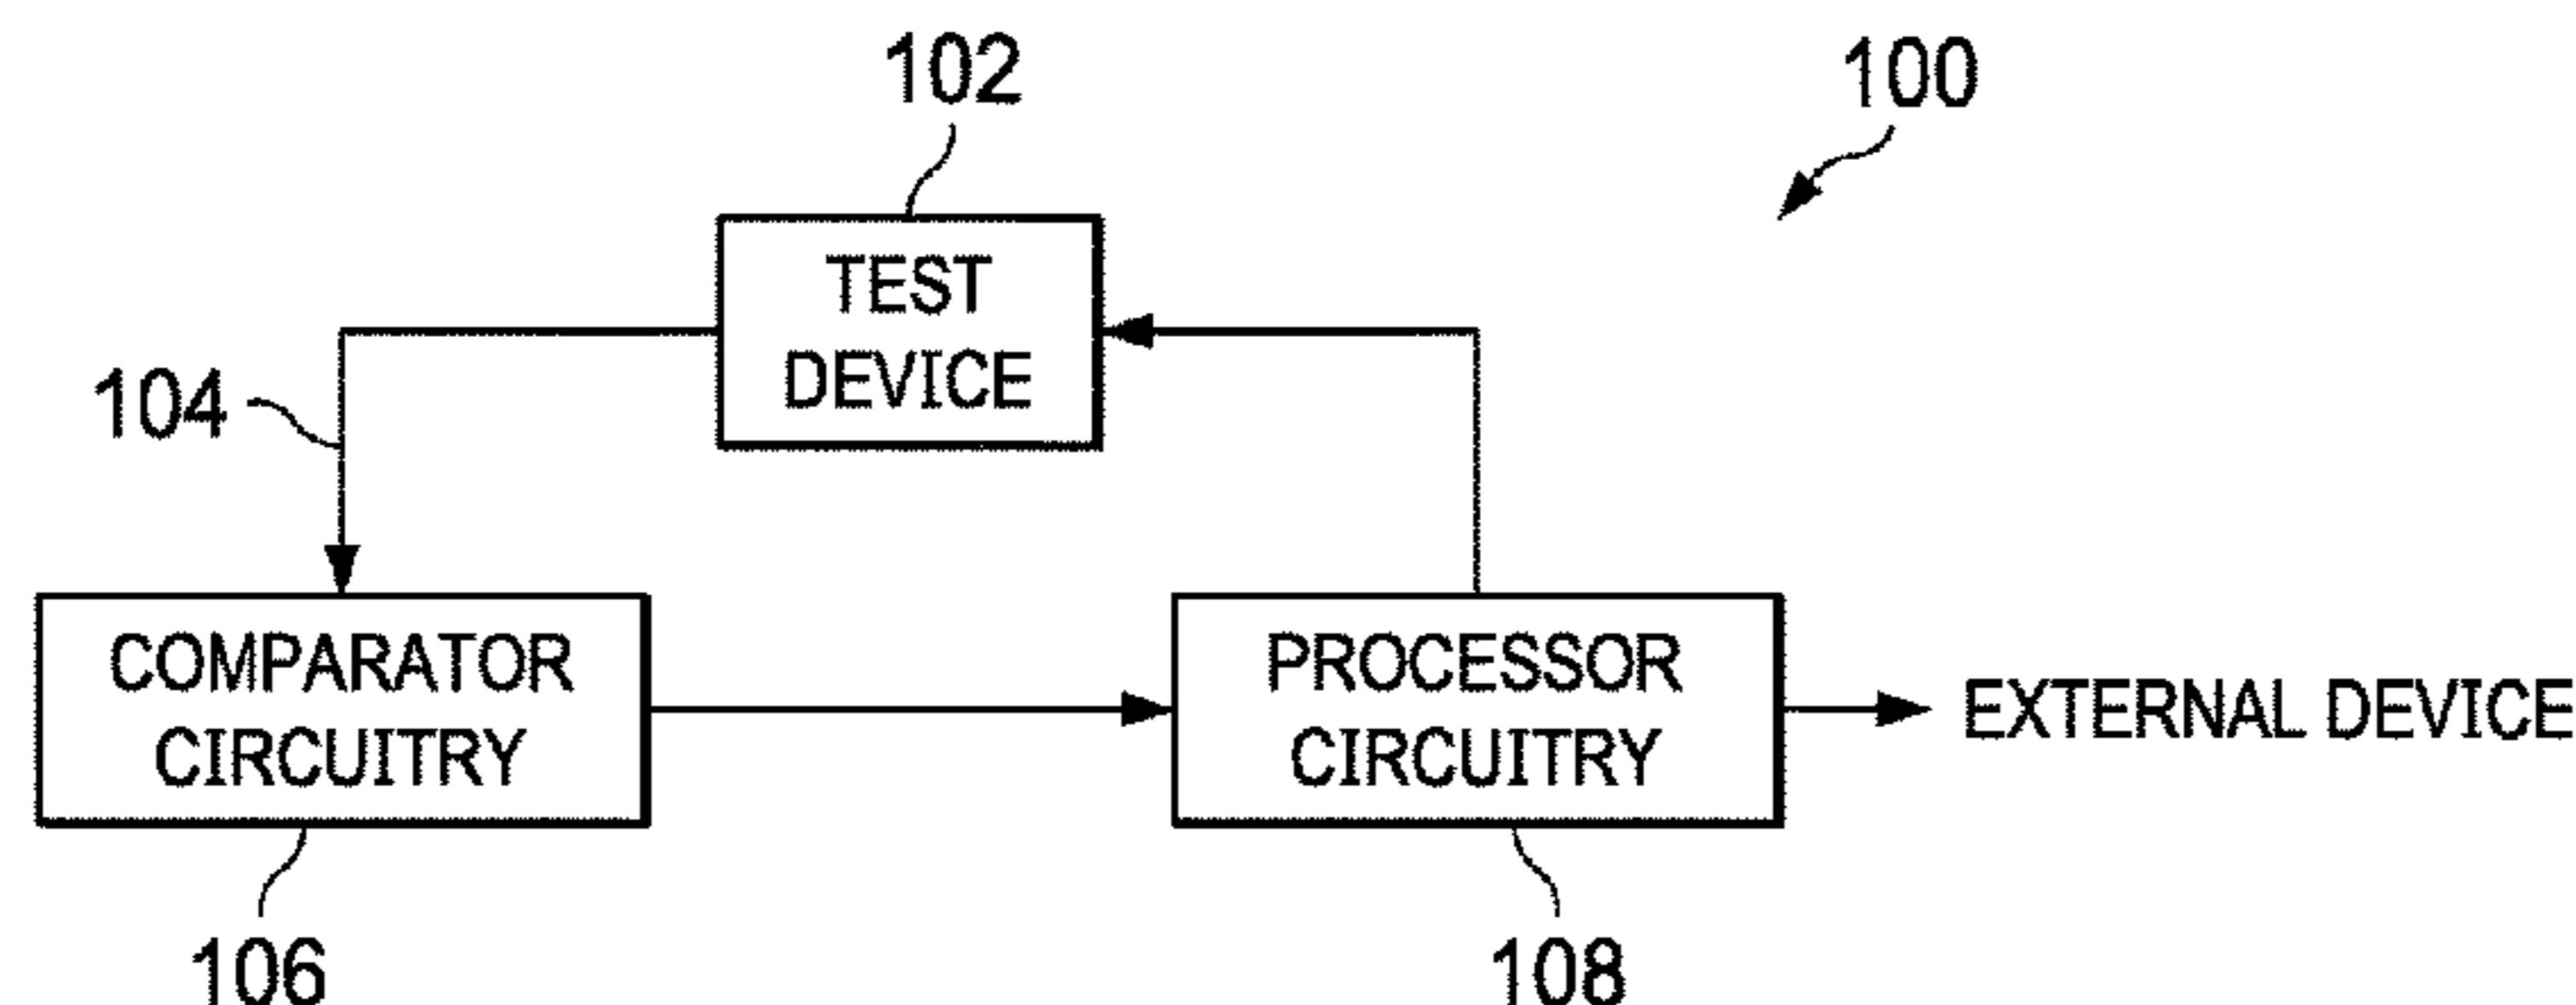 102
100
TEST
DEVICE
104
COMPARATOR
CIRCUITRY
PROCESSOR
CIRCUITRY
EXTERNAL DEVICE
106
108